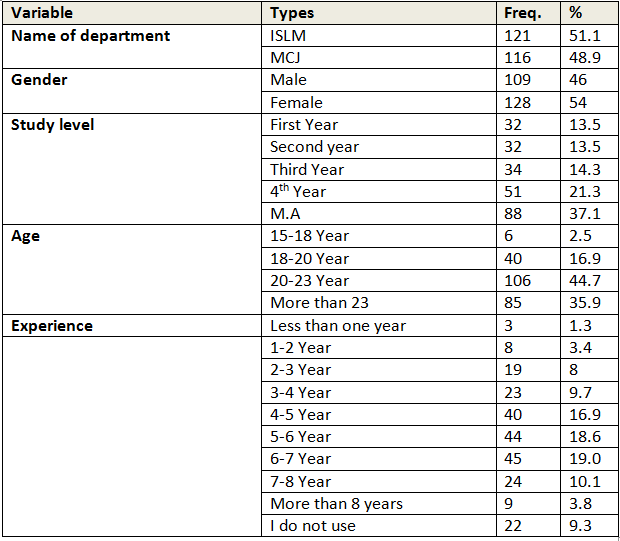 Variable Types Freq. %
Name of department ISLM 121 51.1
MCJ 116 48.9
Gender Male 109 46
Female 128 54
Study level First Year 32 13.5
Second year 32 13.5
Third Year 34 14.3
4th Year 51 21.3
M.A 88 37.1
Age 15-18 Year 6 2.5
18-20 Year 40 16.9
20-23 Year 106 44.7
More than 23 85 35.9
Experience Less than one year 3 1.3
1-2 Year 8 3.4
2-3 Year 19 8
3-4 Year 23 9.7
4-5 Year 40 16.9
5-6 Year 44 18.6
6-7 Year 45 19.0
7-8 Year 24 10.1
More than 8 years 9 3.8
I do not use 22 9.3